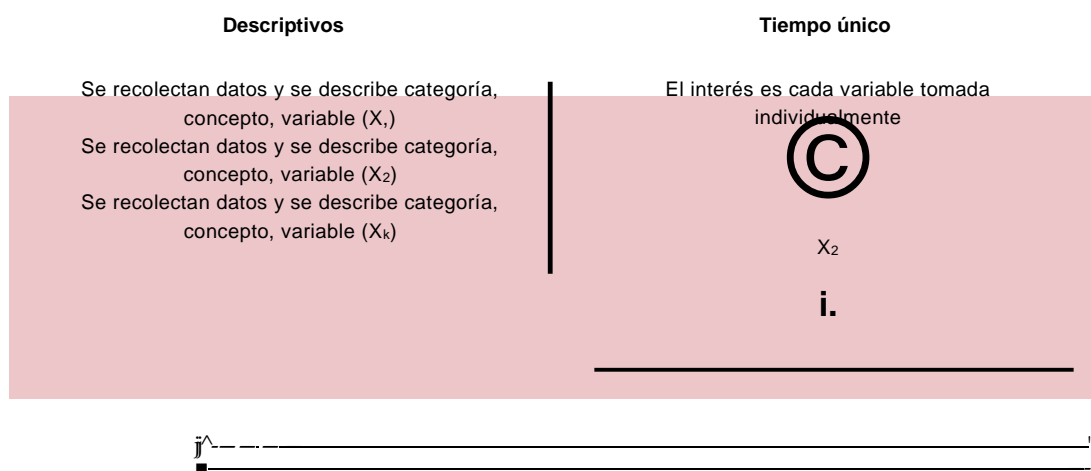 Descriptivos
Tiempo único
Se recolectan datos y se describe categoría,
concepto, variable (X,)
Se recolectan datos y se describe categoría,
concepto, variable (X₂)
Se recolectan datos y se describe categoría,
concepto, variable (Xₖ)
El interés es cada variable tomada
individualmente
©
X₂
i.